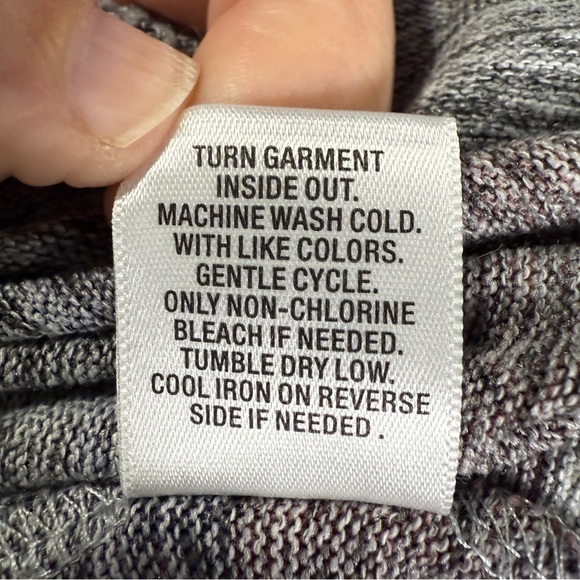 TURN GARMENT
INSIDE OUT.
MACHINE WASH COLD.
WITH LIKE COLORS.
GENTLE CYCLE.
ONLY NON-CHLORINE
BLEACH IF NEEDED.
TUMBLE DRY LOW.
COOL IRON ON REVERSE
SIDE IF NEEDED .